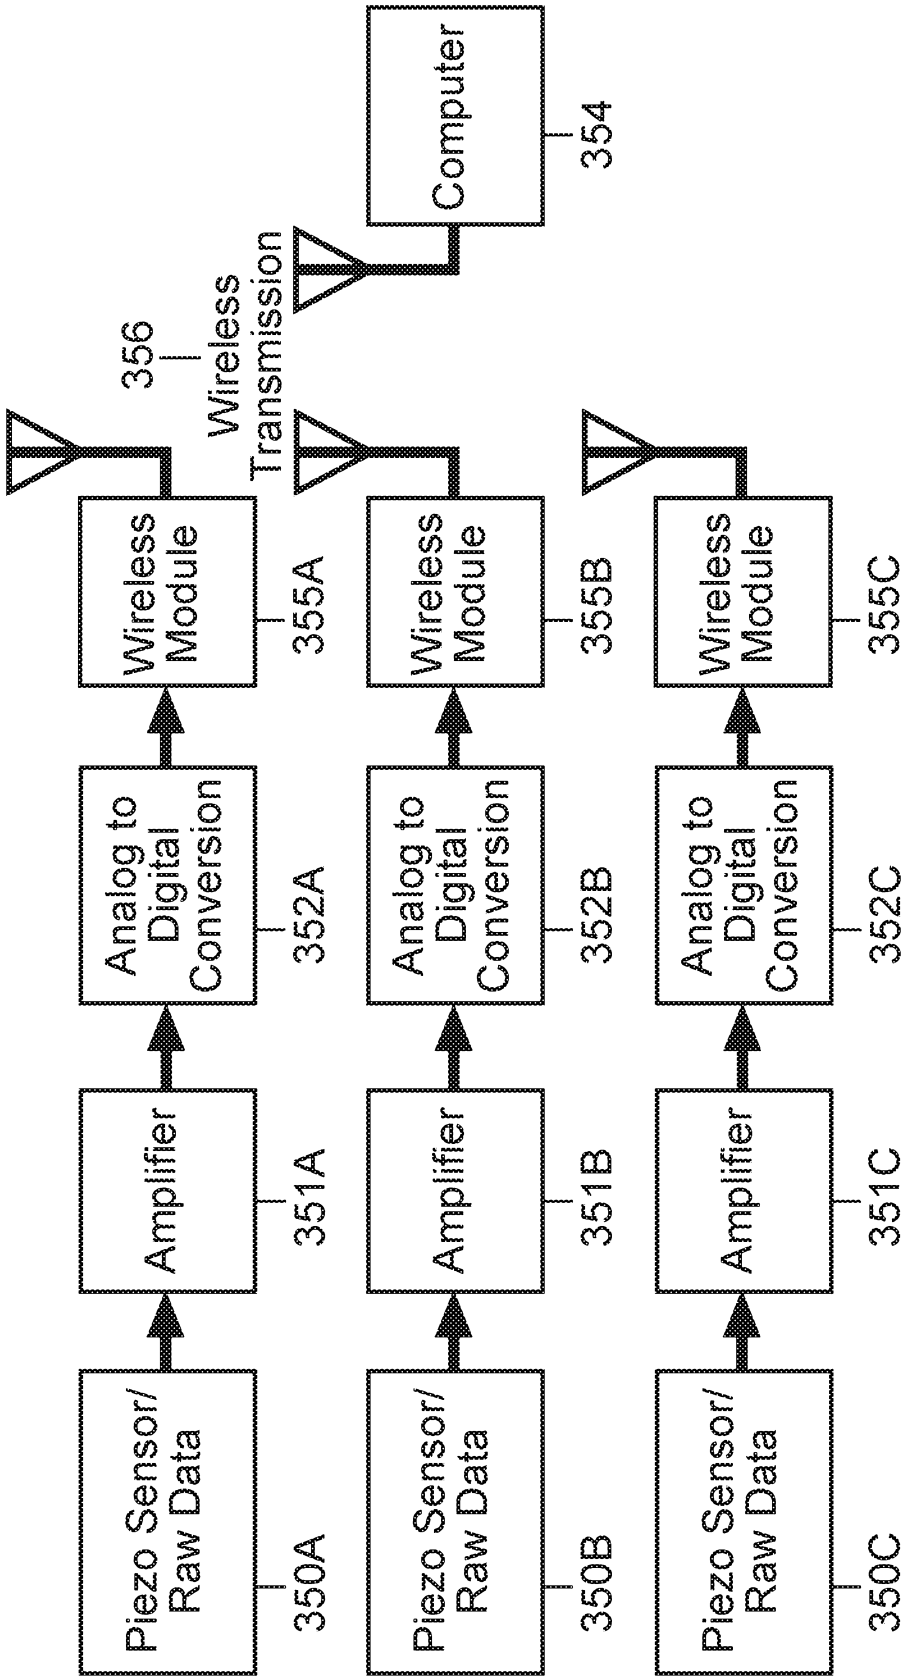 Piezo Sensor/
Raw Data
350A
Amplifier
351A
Analog to
Digital
Conversion
352A
Wireless
Module
355A
356
Wireless
Transmission
Piezo Sensor/
Raw Data
350B
Amplifier
351B
Analog to
Digital
Conversion
352B
Wireless
Module
355B
Computer
354
Piezo Sensor/
Raw Data
350C
Amplifier
351C
Analog to
Digital
Conversion
352C
Wireless
Module
355C